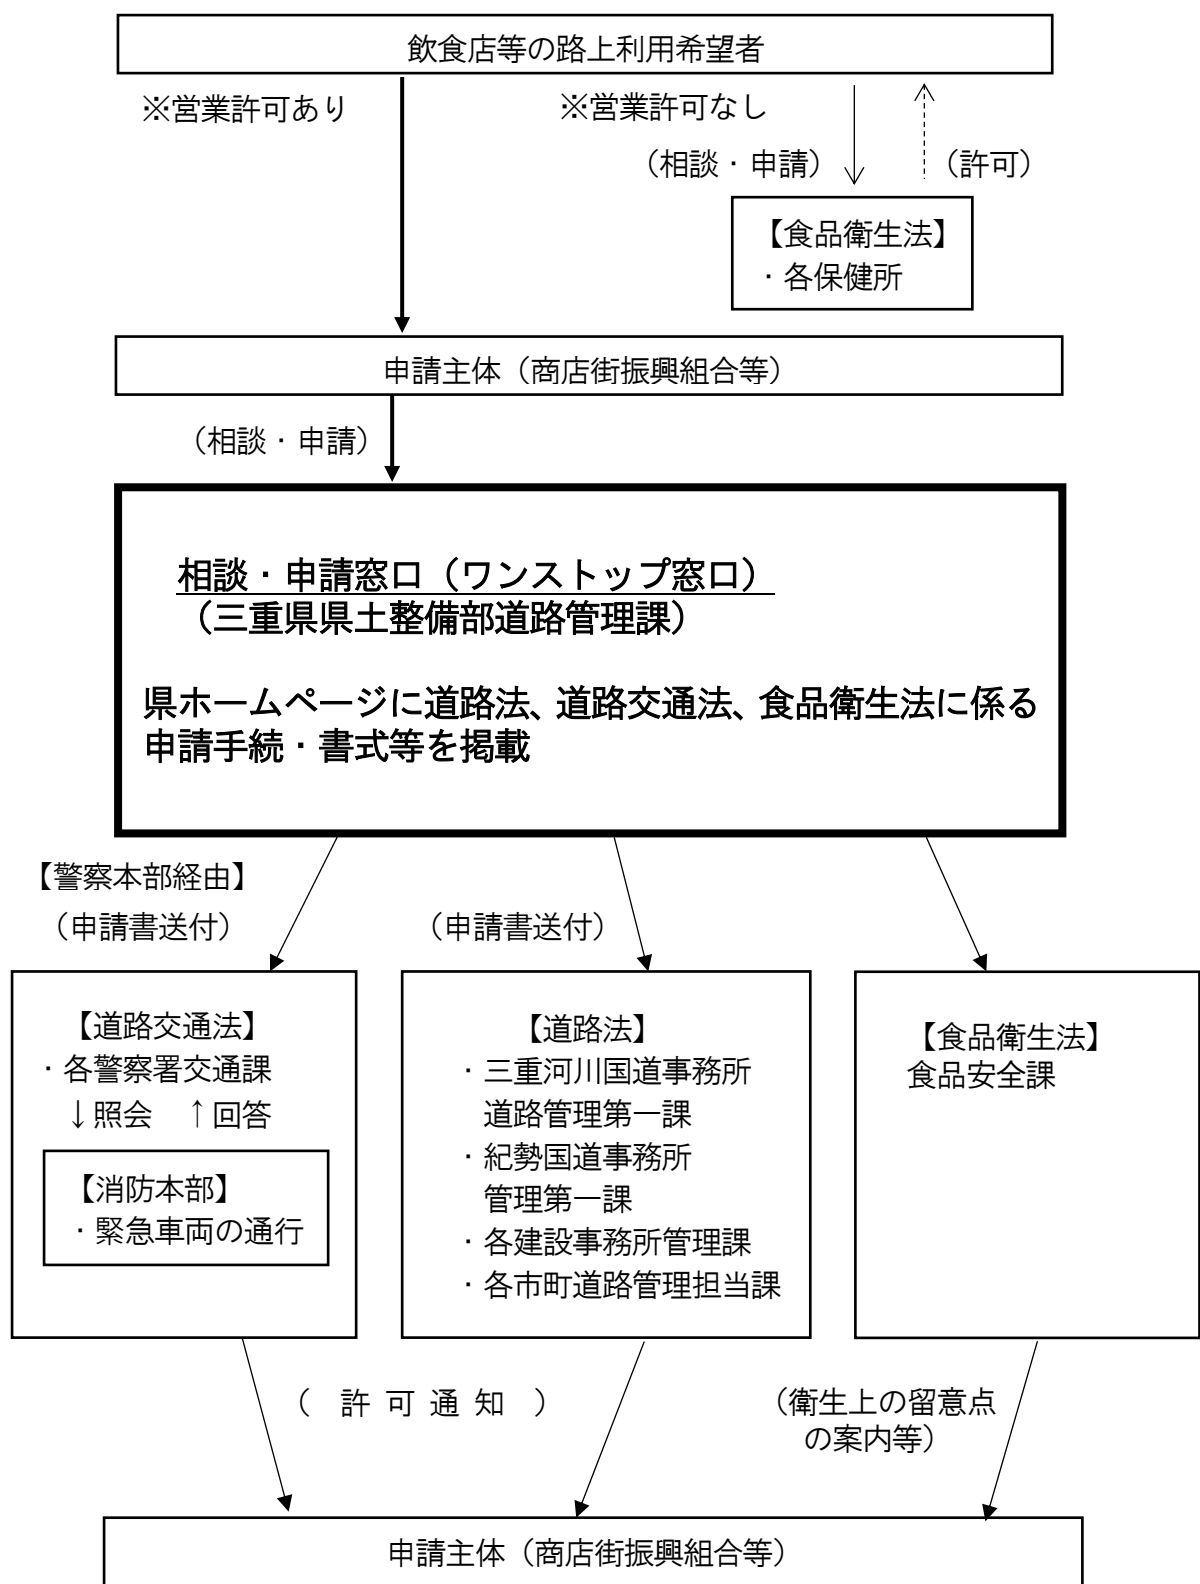 飲食店等の路上利用希望者
※営業許可あり
※営業許可なし
（相談・申請）
（許可）
【食品衛生法】
・各保健所
申請主体（商店街振興組合等）
（相談・申請）
相談・申請窓口（ワンストップ窓口）
（三重県県土整備部道路管理課）
県ホームページに道路法、道路交通法、食品衛生法に係る
申請手続・書式等を掲載
【警察本部経由】
（申請書送付）
（申請書送付）
【道路交通法】
・各警察署交通課
↓照会　↑回答
【消防本部】
・緊急車両の通行
【道路法】
・三重河川国道事務所
道路管理第一課
・紀勢国道事務所
管理第一課
・各建設事務所管理課
・各市町道路管理担当課
【食品衛生法】
食品安全課
（　許 可 通 知　）
（衛生上の留意点
の案内等）
申請主体（商店街振興組合等）